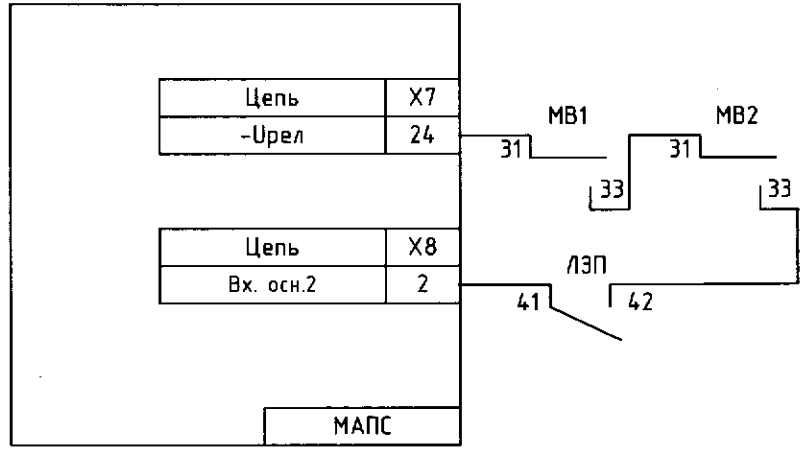 Цепь X7
-Uрел 24
МВ1 МВ2
31 33 31 33
Цепь X8
Вх. осн.2 2
ЛЭП
41 42
МАПС